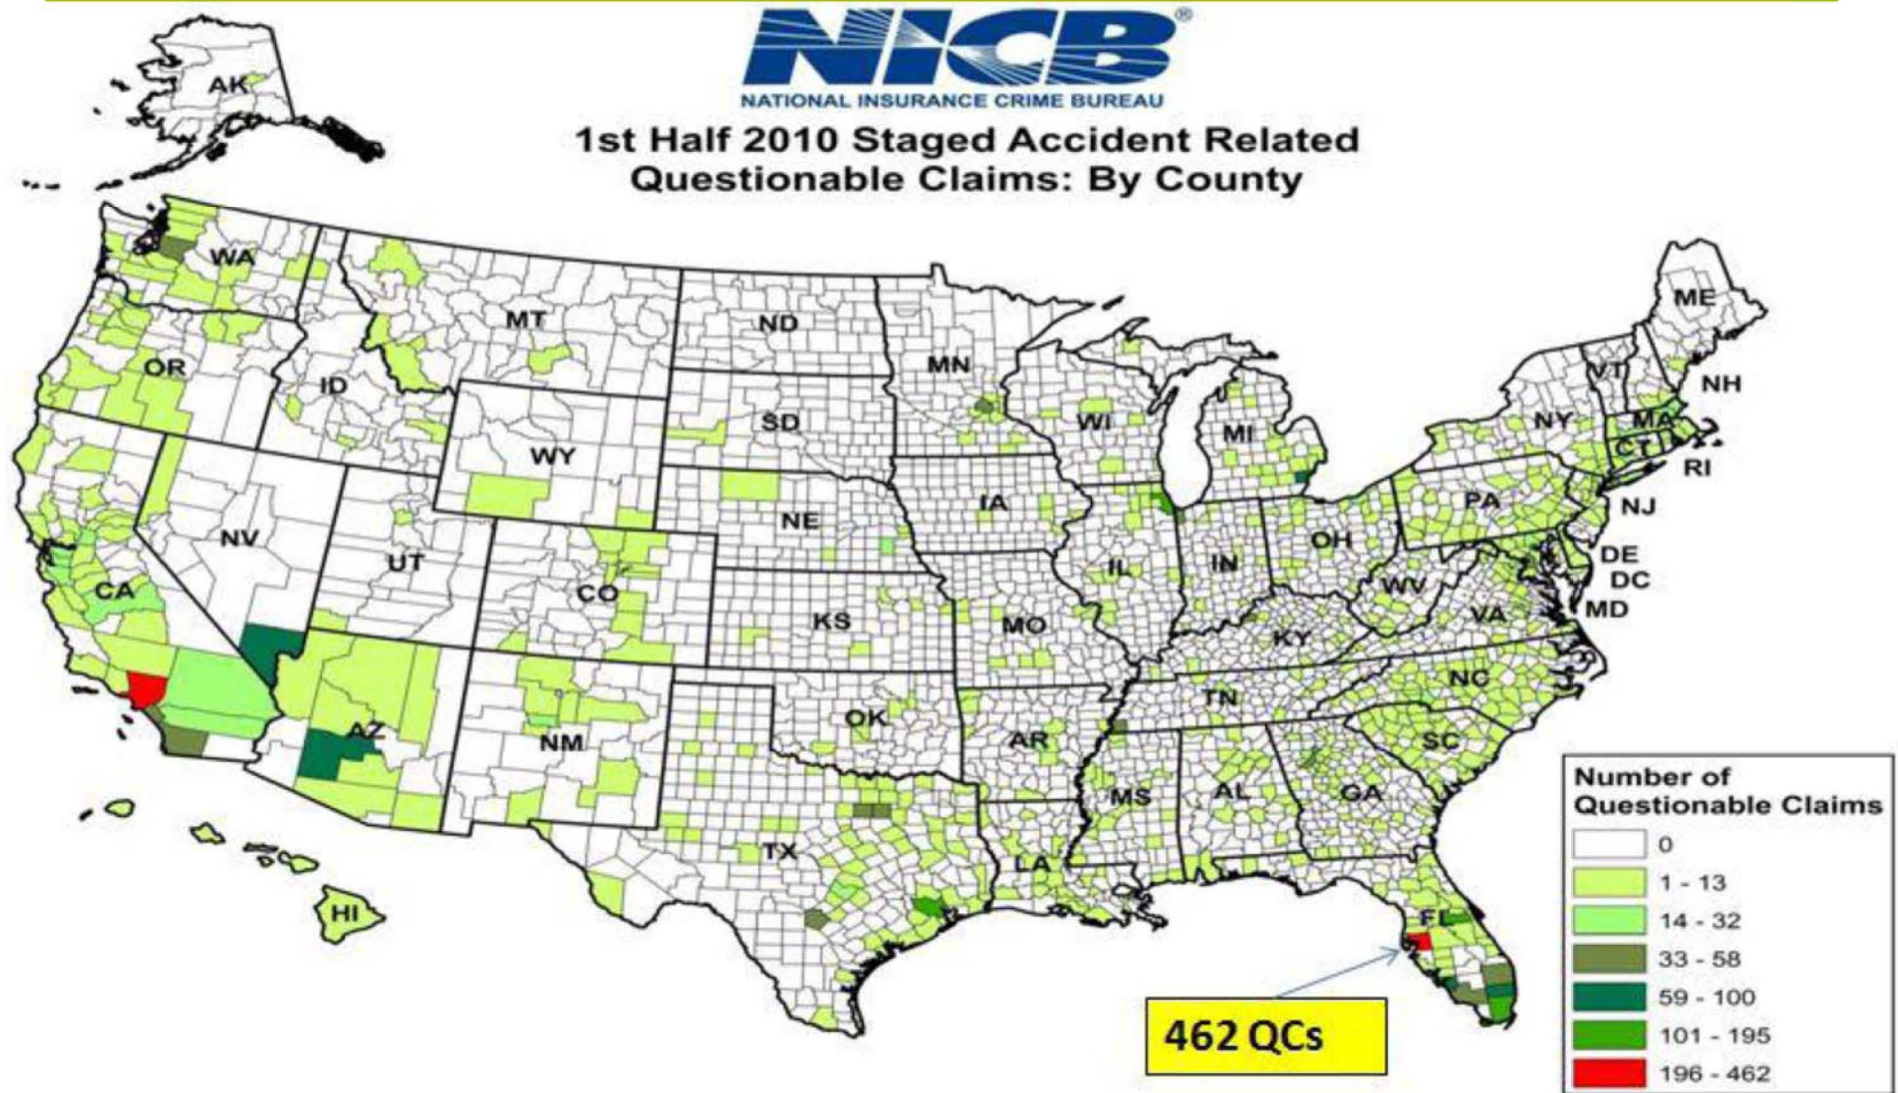 NICB®
NATIONAL INSURANCE CRIME BUREAU
1st Half 2010 Staged Accident Related
Questionable Claims: By County
AK
WA
MT
ND
MN
ME
OR
ID
SD
WI
MI
NY
VT
NH
MA
CT
RI
WY
NE
IA
PA
NJ
NV
UT
CA
CO
KS
MO
IL
IN
OH
WV
VA
DE
DC
MD
KY
AZ
NM
OK
AR
TN
NC
SC
TX
LA
MS
AL
GA
FL
HI
462 QCs
Number of
Questionable Claims
0
1 - 13
14 - 32
33 - 58
59 - 100
101 - 195
196 - 462